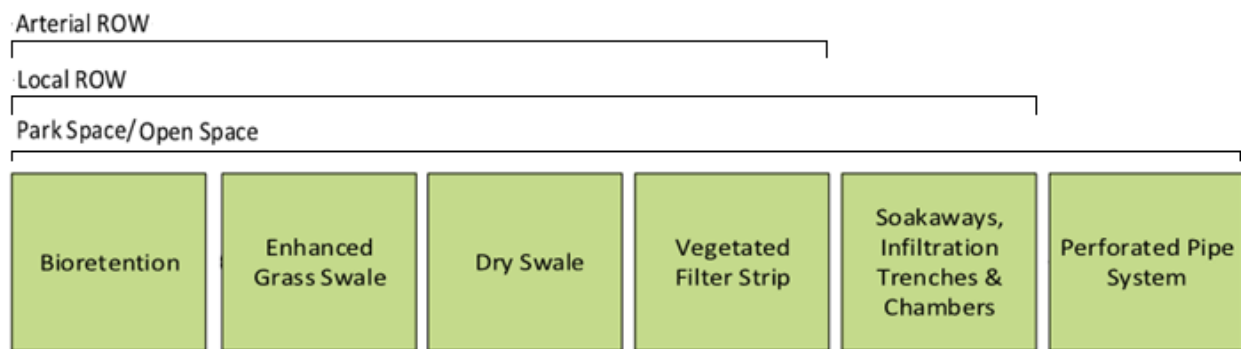 Arterial ROW
Local ROW
Park Space/ Open Space
Bioretention
Enhanced
Grass Swale
Dry Swale
Vegetated
Filter Strip
Soakaways,
Infiltration
Trenches &
Chambers
Perforated Pipe
System